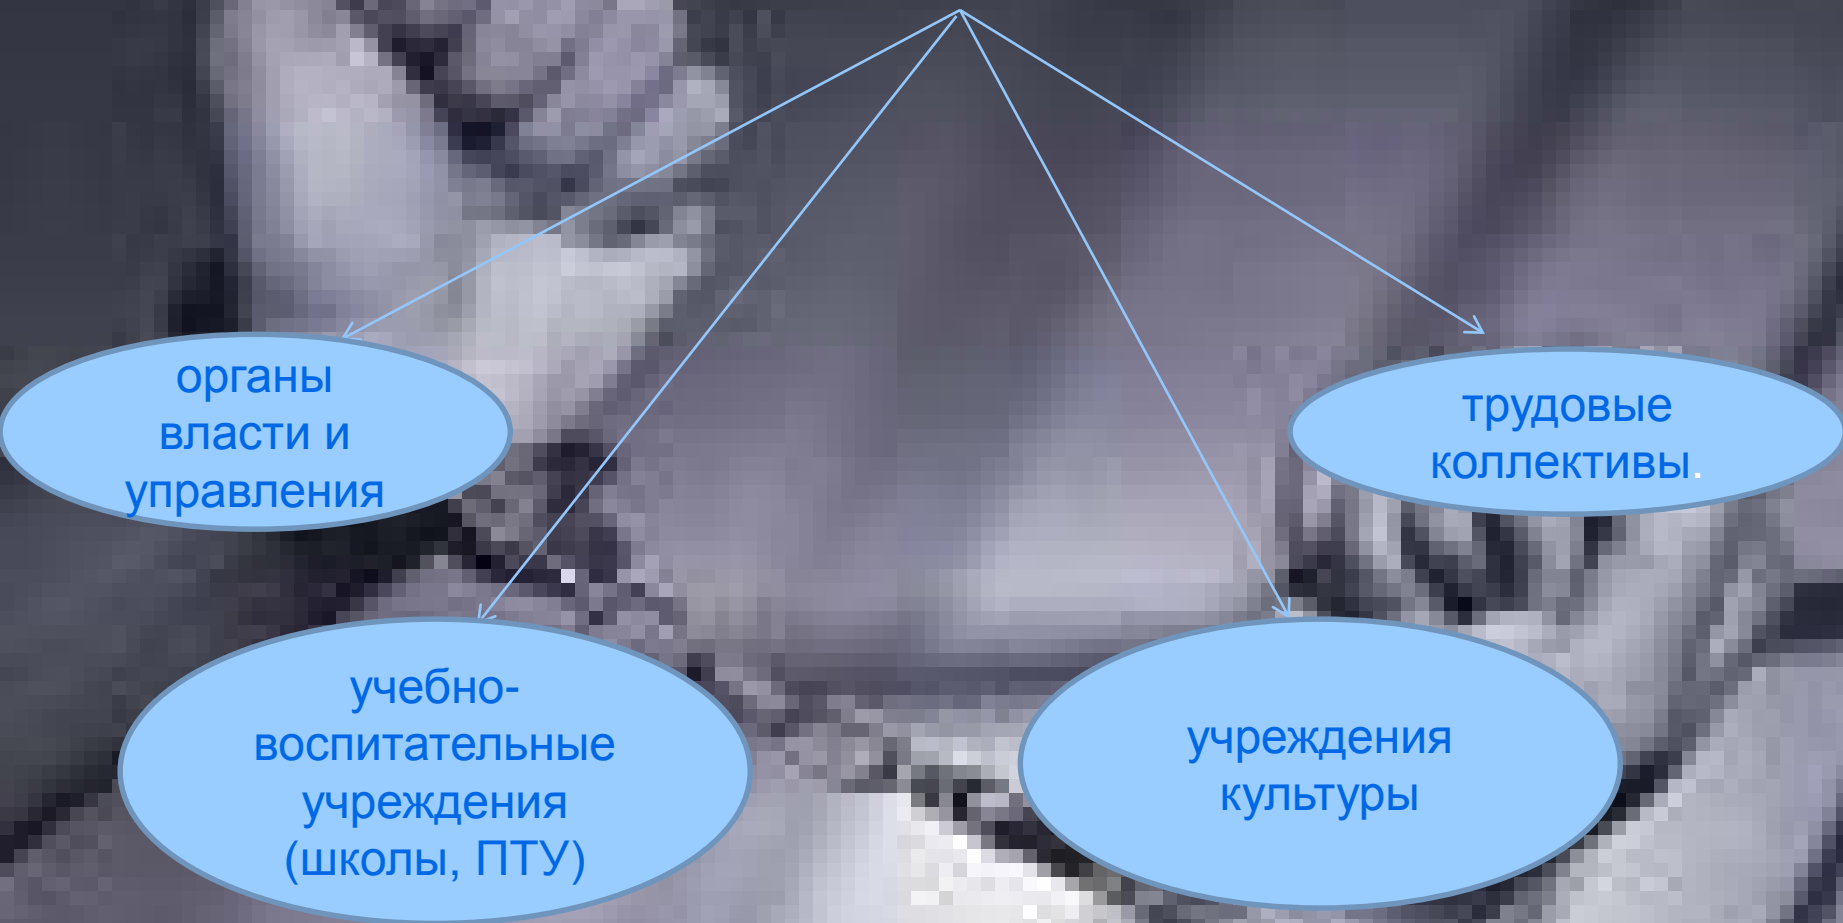 органы
власти и
управления
трудовые
коллективы.
учебно-
воспитательные
учреждения
(школы, ПТУ)
учреждения
культуры